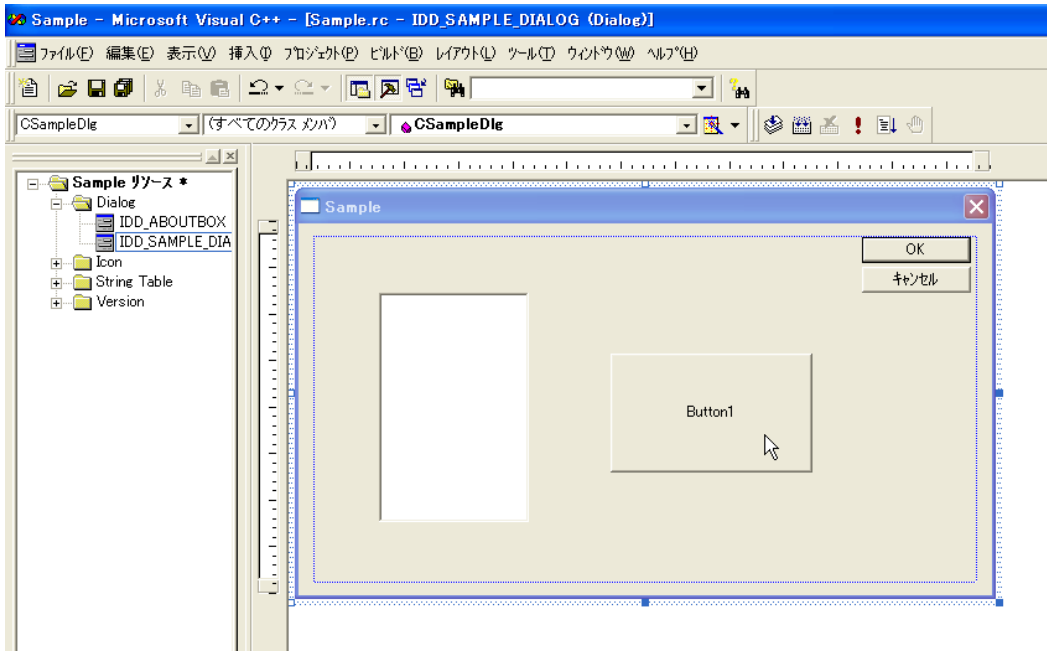 Sample - Microsoft Visual C++ - [Sample.rc - IDD_SAMPLE_DIALOG (Dialog)]
ファイル(F) 編集(E) 表示(V) 挿入(I) プロジェクト(P) ビルド(B) レイアウト(L) ツール(T) ウィンドウ(W) ヘルプ(H)
CSampleDlg (すべてのクラス メンバ) CSampleDlg
Sample リソース *
Dialog
IDD_ABOUTBOX
IDD_SAMPLE_DIA
Icon
String Table
Version
Sample
OK
キャンセル
Button1